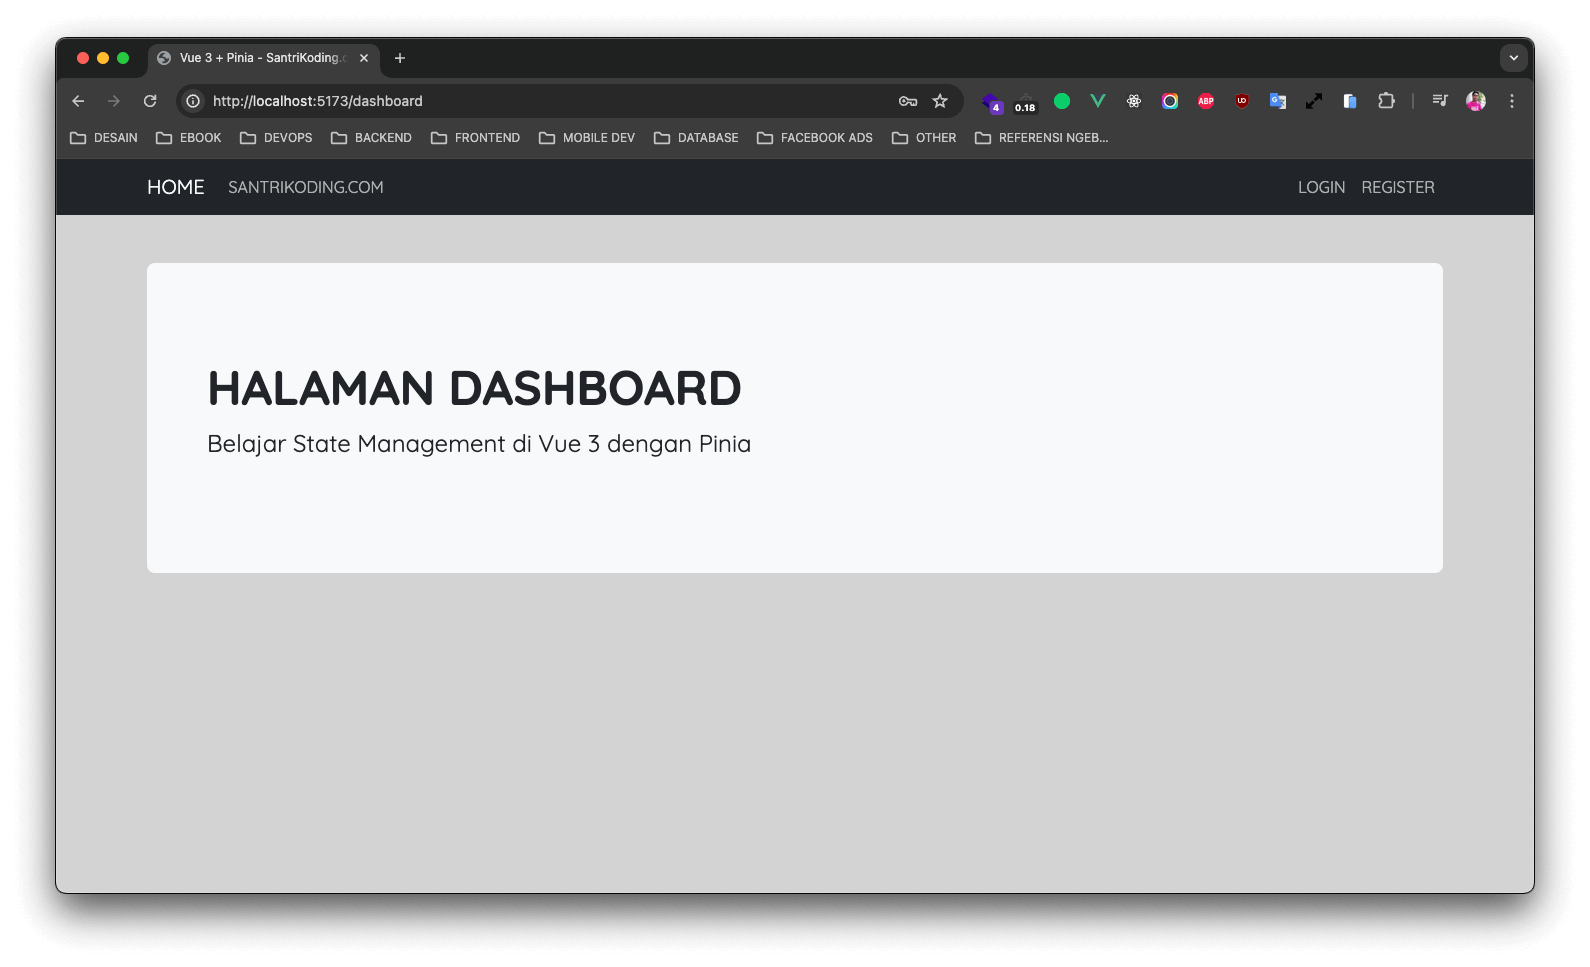 Vue 3 + Pinia - SantriKoding.c
http://localhost:5173/dashboard
4
0.18
ABP
DESAIN
EBOOK
DEVOPS
BACKEND
FRONTEND
MOBILE DEV
DATABASE
FACEBOOK ADS
OTHER
REFERENSI NGEB...
HOME
SANTRIKODING.COM
LOGIN
REGISTER
HALAMAN DASHBOARD
Belajar State Management di Vue 3 dengan Pinia